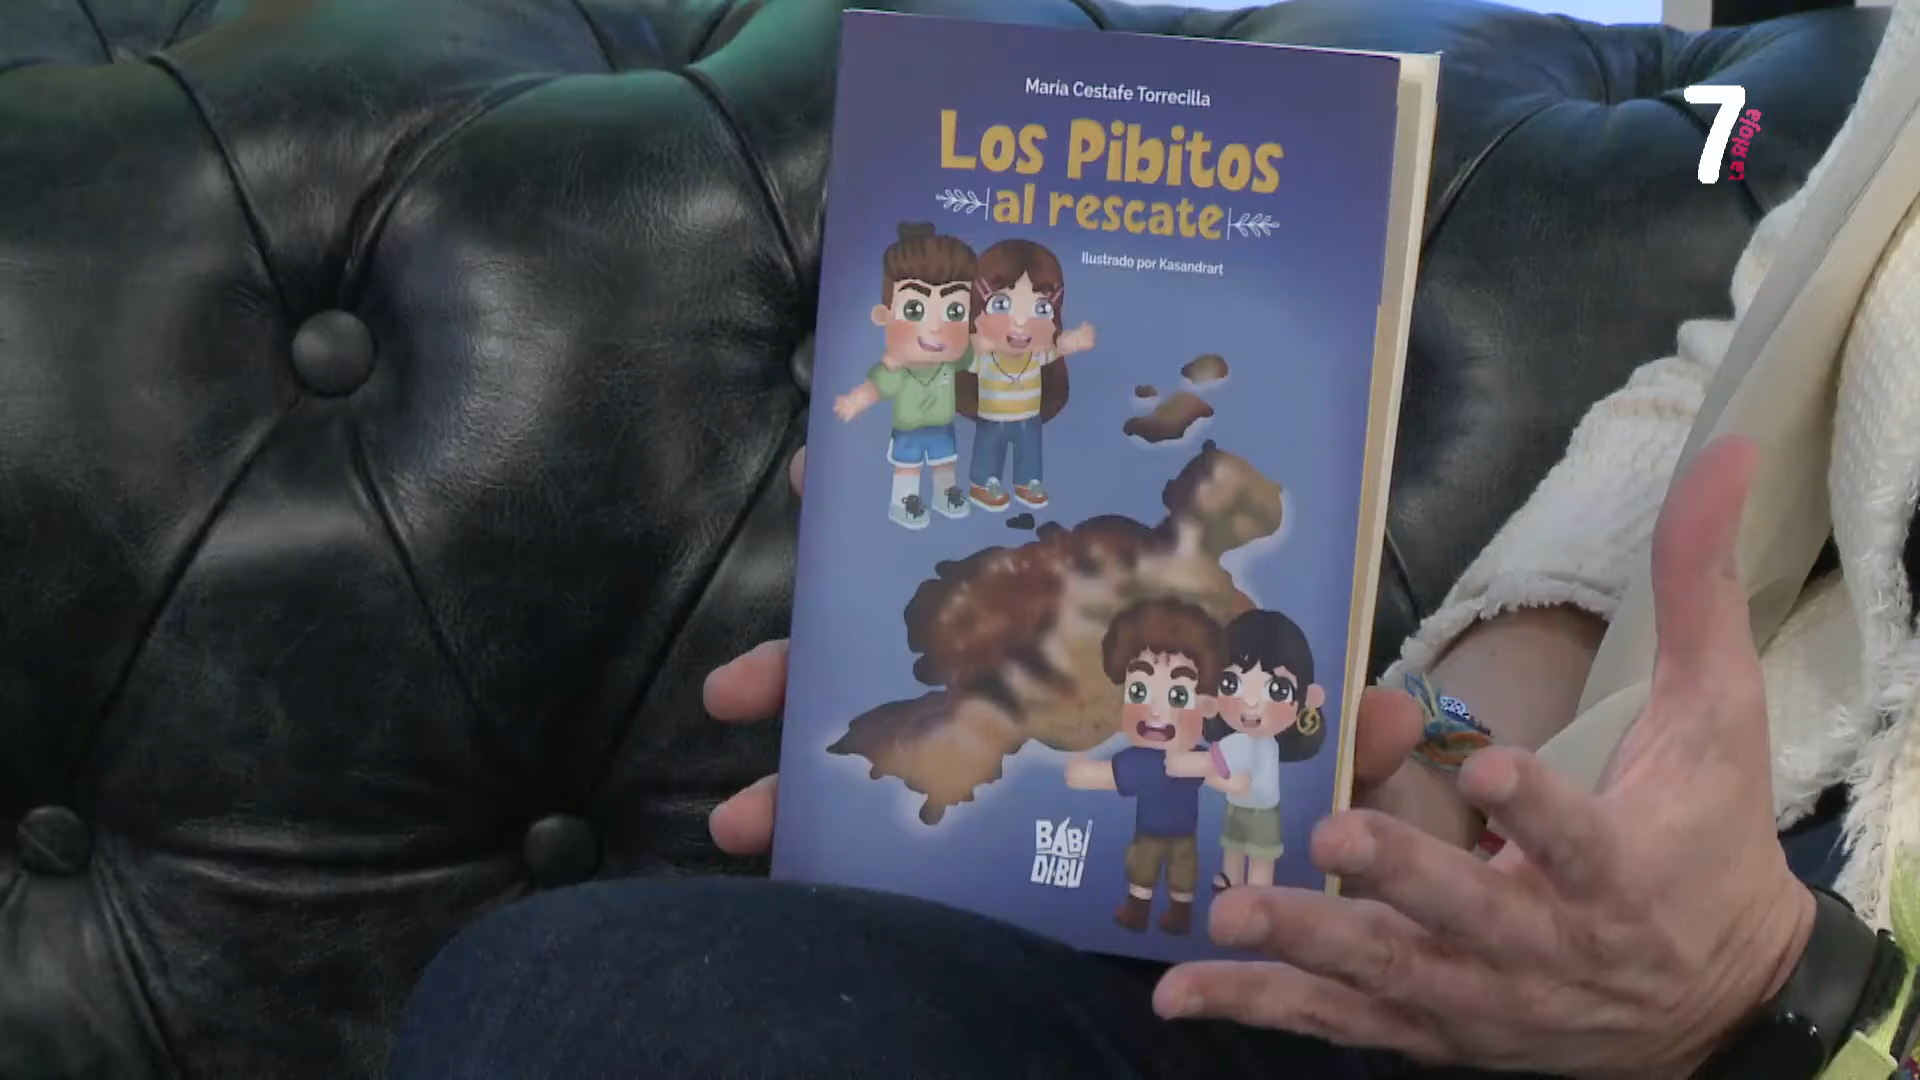 María Cestafe Torrecilla
Los Pibitos
al rescate
Ilustrado por Kasandrart
BABI
DI-BU
7
La Rioja